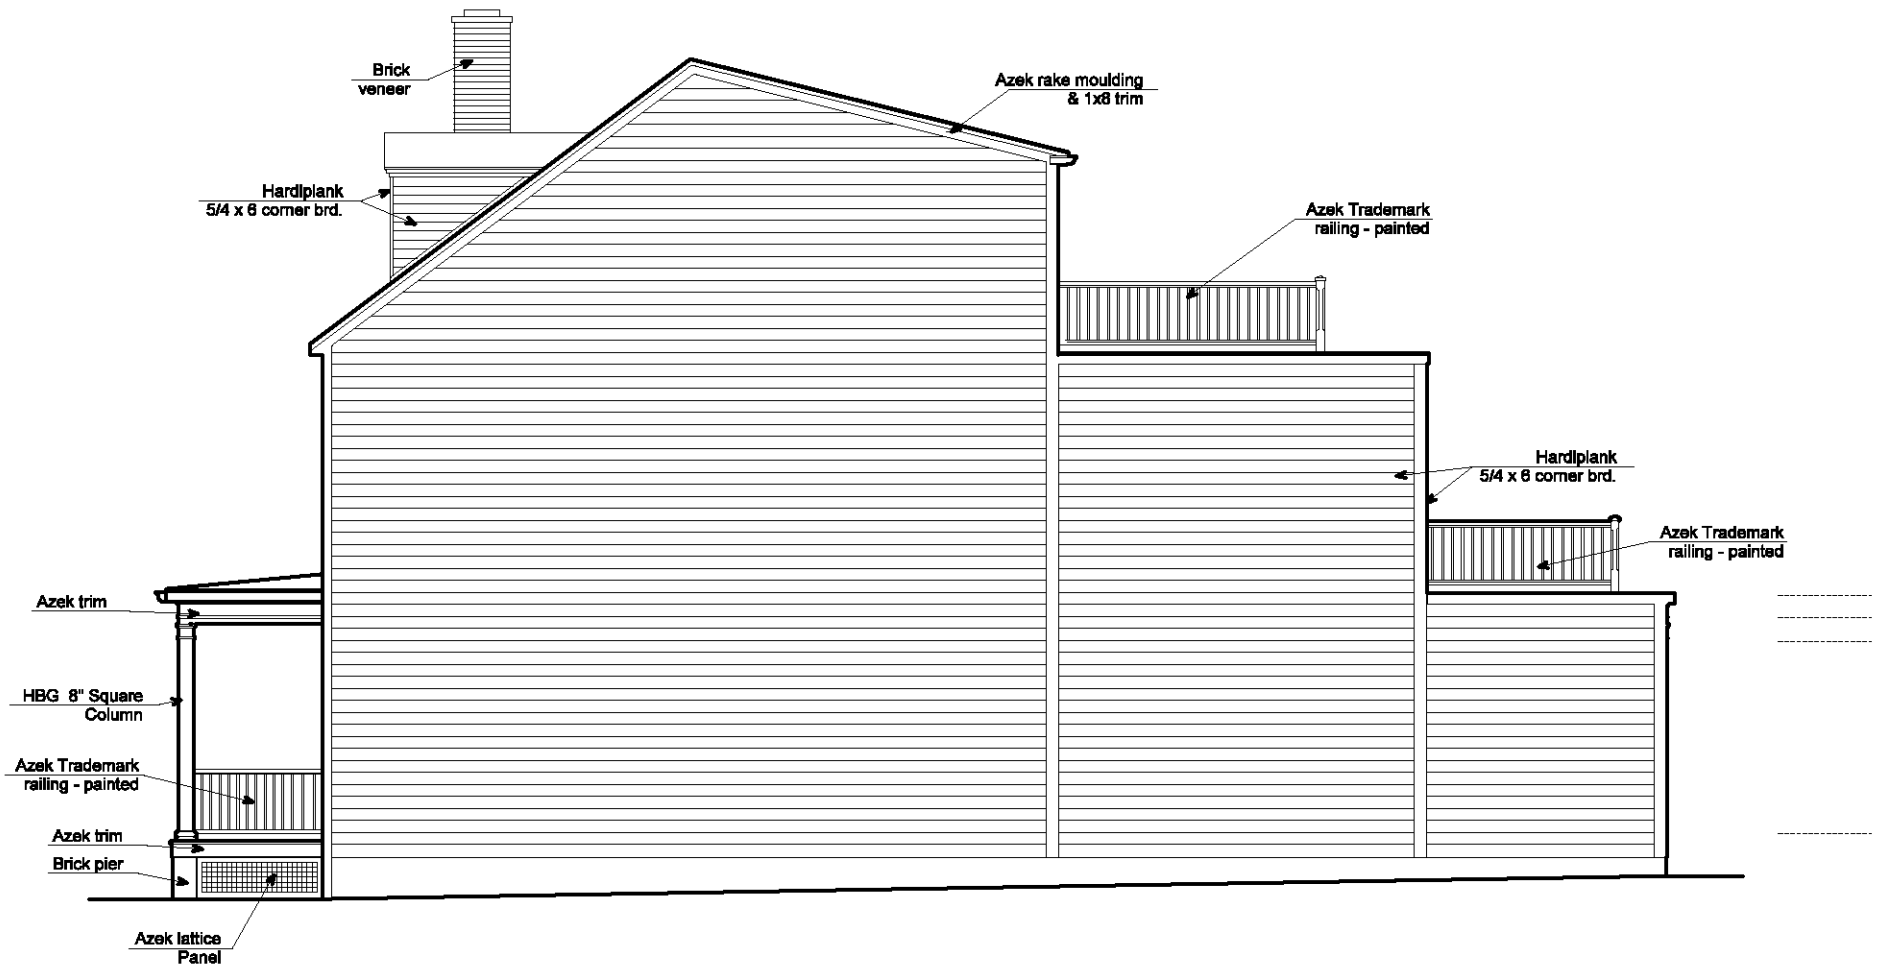 Brick
veneer
Azek rake moulding
& 1x8 trim
Hardiplank
5/4 x 6 corner brd.
Azek Trademark
railing - painted
Hardiplank
5/4 x 6 corner brd.
Azek Trademark
railing - painted
Azek trim
HBG 8" Square
Column
Azek Trademark
railing - painted
Azek trim
Brick pier
Azek lattice
Panel